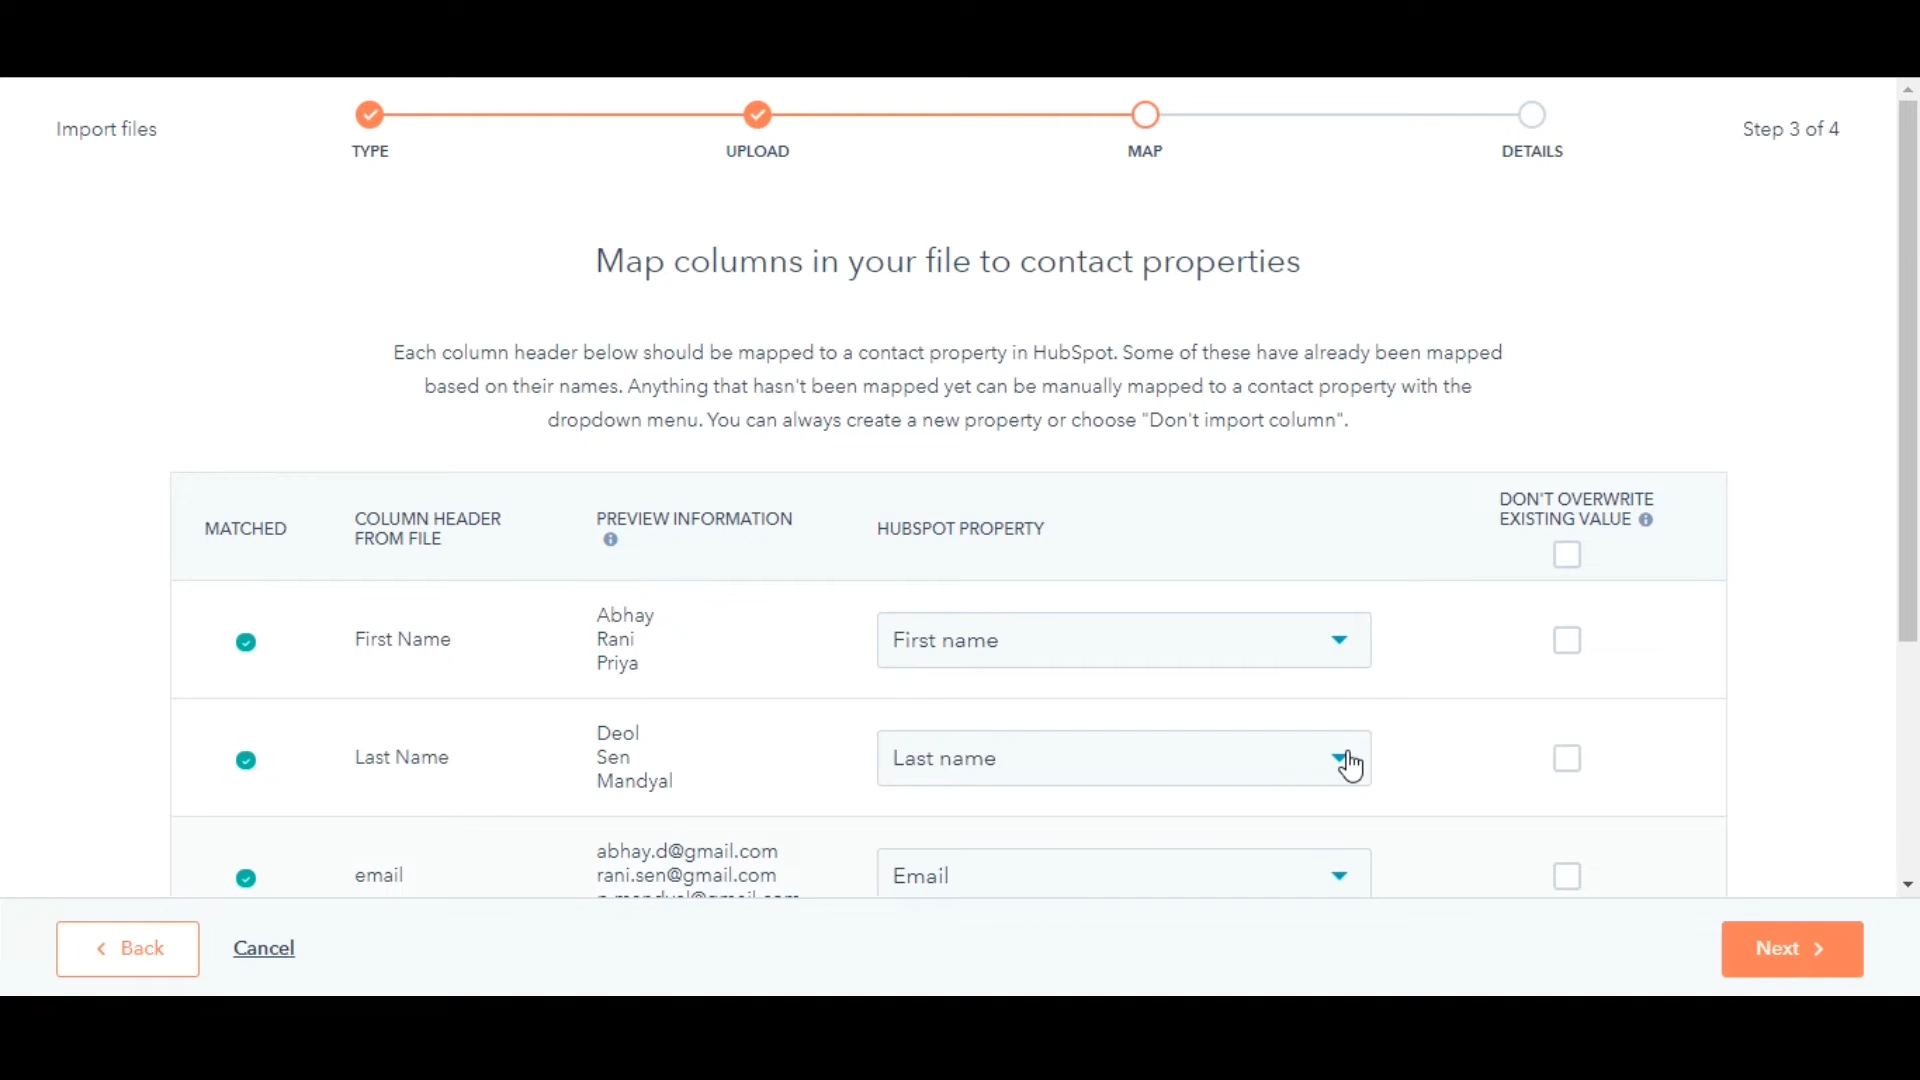 Import files
TYPE
UPLOAD
MAP
DETAILS
Step 3 of 4
Map columns in your file to contact properties
Each column header below should be mapped to a contact property in HubSpot. Some of these have already been mapped
based on their names. Anything that hasn't been mapped yet can be manually mapped to a contact property with the
dropdown menu. You can always create a new property or choose "Don't import column".
MATCHED
COLUMN HEADER
FROM FILE
PREVIEW INFORMATION
HUBSPOT PROPERTY
DON'T OVERWRITE
EXISTING VALUE
First Name
Abhay
Rani
Priya
First name
Last Name
Deol
Sen
Mandyal
Last name
email
abhay.d@gmail.com
rani.sen@gmail.com
Email
Back
Cancel
Next